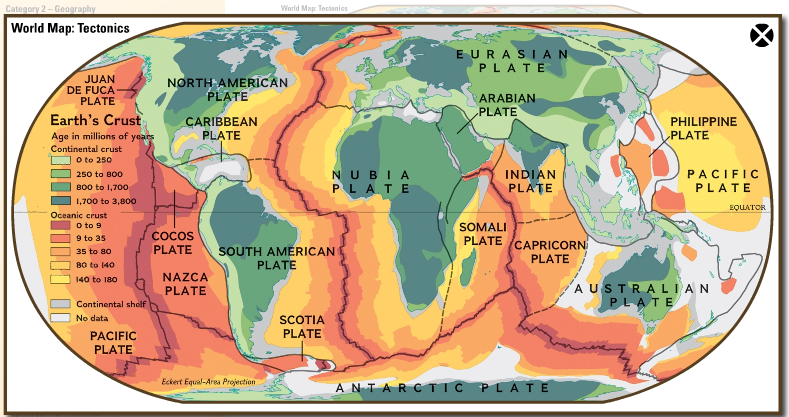 Category 2 – Geography
World Map: Tectonics
World Map: Tectonics
EURASIAN
PLATE
JUAN
DE FUCA
PLATE
NORTH AMERICAN
PLATE
ARABIAN
PLATE
Earth's Crust
Age in millions of years
Continental crust
0 to 250
250 to 800
800 to 1,700
1,700 to 3,800
Oceanic crust
0 to 9
9 to 35
35 to 80
80 to 140
140 to 180
Continental shelf
No data
CARIBBEAN
PLATE
PHILIPPINE
PLATE
NUBIA
PLATE
INDIAN
PLATE
PACIFIC
PLATE
EQUATOR
COCOS
PLATE
SOUTH AMERICAN
PLATE
SOMALI
PLATE
CAPRICORN
PLATE
NAZCA
PLATE
AUSTRALIAN
PLATE
SCOTIA
PLATE
PACIFIC
PLATE
Eckert Equal-Area Projection
ANTARCTIC PLATE